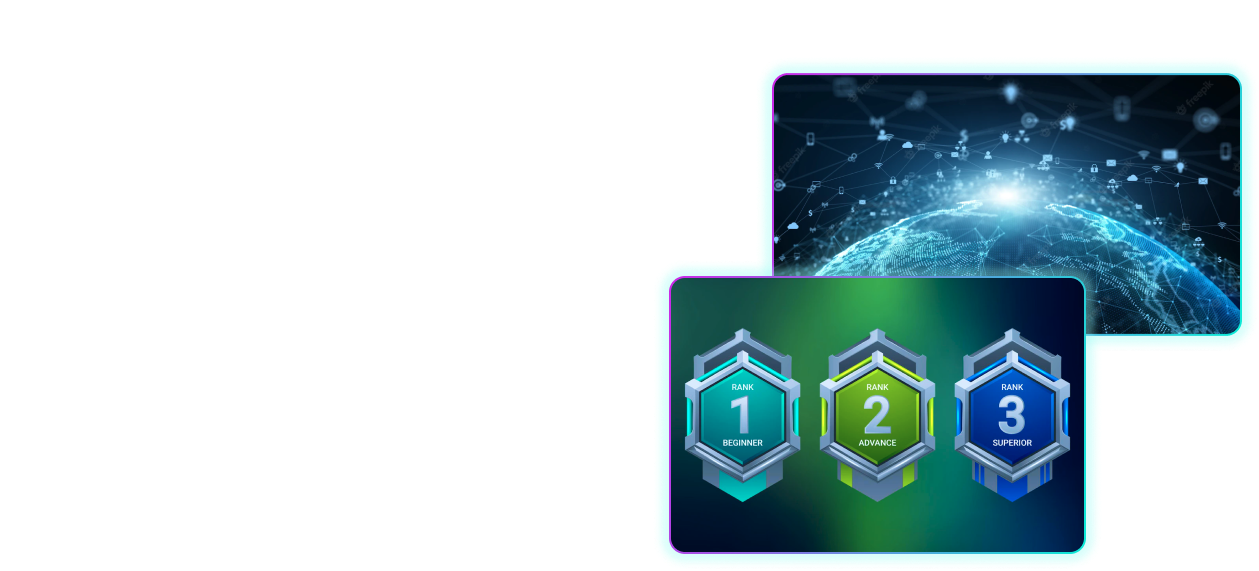 RANK
1
BEGINNER
RANK
2
ADVANCE
RANK
3
SUPERIOR